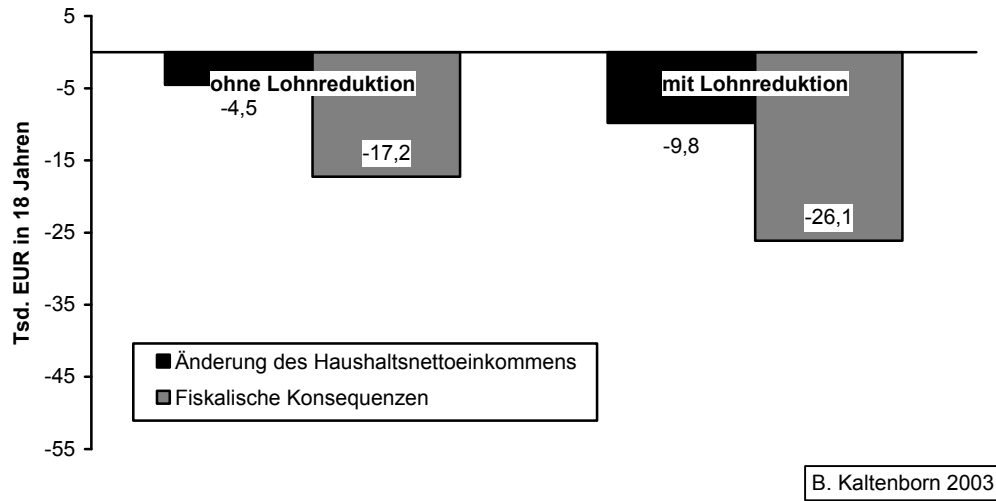 5
-5
-15
-25
-35
-45
-55
Tsd. EUR in 18 Jahren
ohne Lohnreduktion
mit Lohnreduktion
-4,5
-17,2
-9,8
-26,1
Änderung des Haushaltsnettoeinkommens
Fiskalische Konsequenzen
B. Kaltenborn 2003